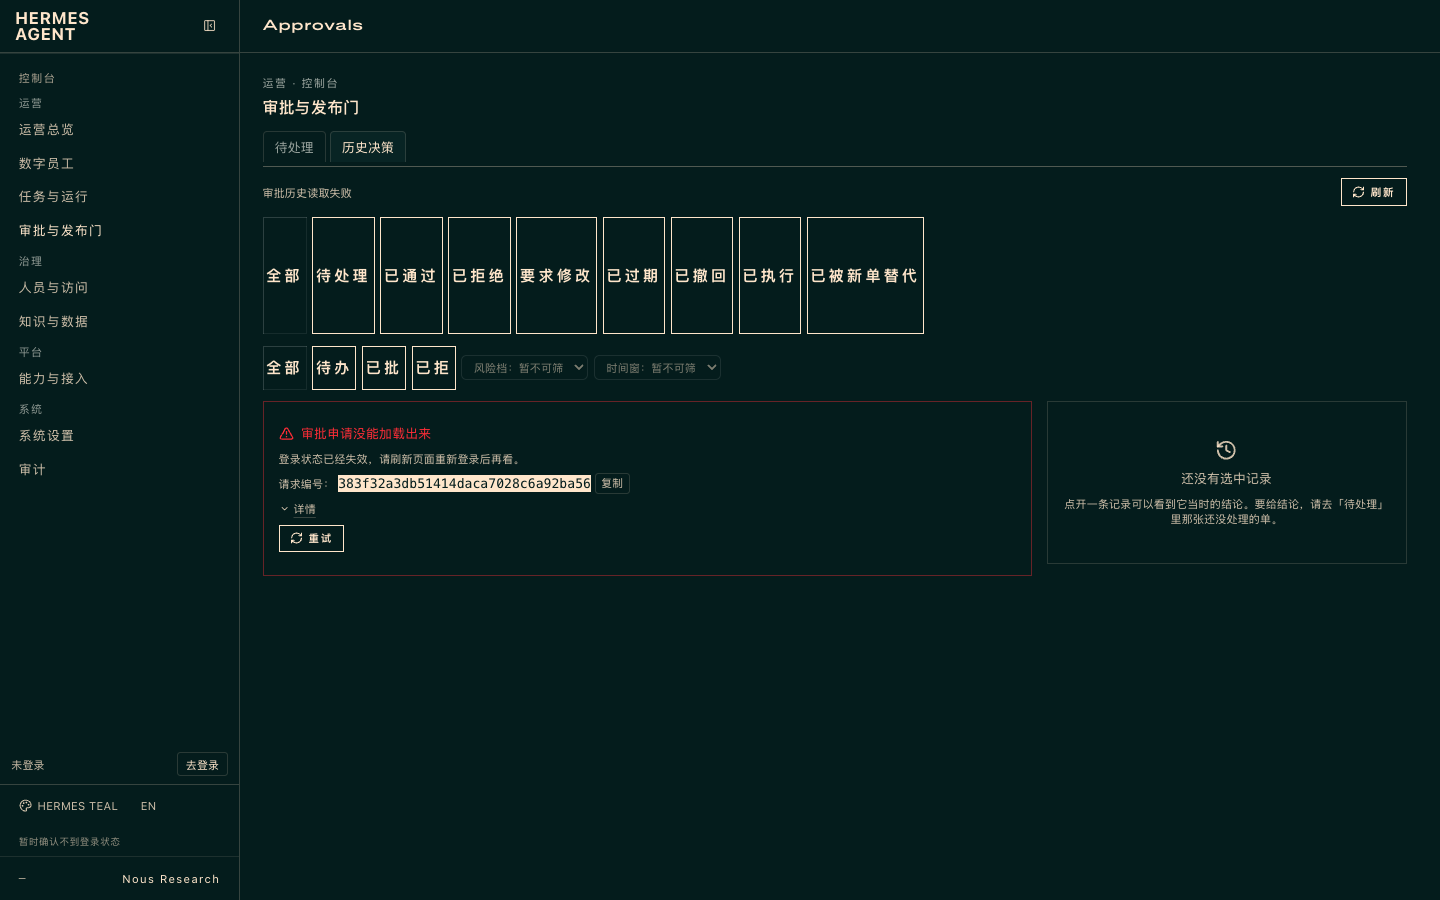 HERMES
AGENT
Approvals
控制台
运营
运营总览
数字员工
任务与运行
审批与发布门
治理
人员与访问
知识与数据
平台
能力与接入
系统
系统设置
审计
未登录
去登录
HERMES TEAL EN
暂时确认不到登录状态
– Nous Research
运营 · 控制台
审批与发布门
待处理 历史决策
审批历史读取失败
刷新
全部 待处理 已通过 已拒绝 要求修改 已过期 已撤回 已执行 已被新单替代
全部 待办 已批 已拒 风险档：暂不可筛 时间窗：暂不可筛
审批申请没能加载出来
登录状态已经失效，请刷新页面重新登录后再看。
请求编号： 383f32a3db51414daca7028c6a92ba56 复制
详情
重试
还没有选中记录
点开一条记录可以看到它当时的结论。要给结论，请去「待处理」
里那张还没处理的单。